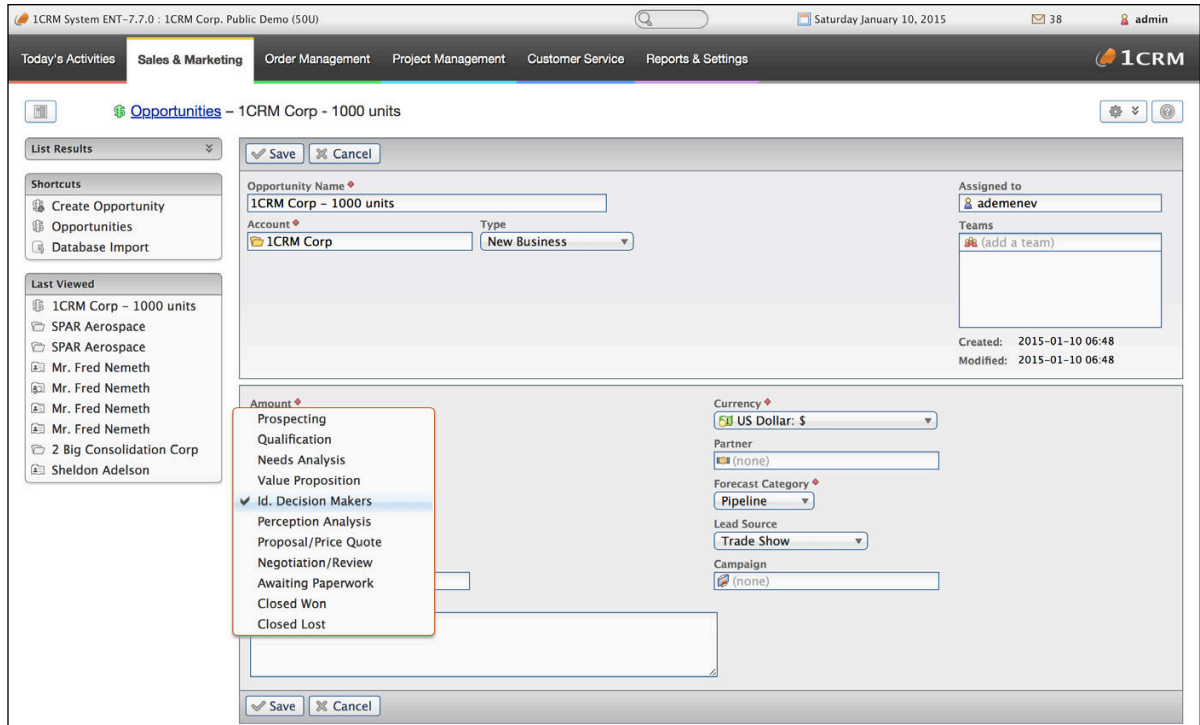 1CRM System ENT-7.7.0 : 1CRM Corp. Public Demo (50U)
Saturday January 10, 2015
38
admin
Today's Activities
Sales & Marketing
Order Management
Project Management
Customer Service
Reports & Settings
1CRM
Opportunities – 1CRM Corp - 1000 units
List Results
Shortcuts
Create Opportunity
Opportunities
Database Import
Last Viewed
1CRM Corp – 1000 units
SPAR Aerospace
SPAR Aerospace
Mr. Fred Nemeth
Mr. Fred Nemeth
Mr. Fred Nemeth
Mr. Fred Nemeth
2 Big Consolidation Corp
Sheldon Adelson
Save
Cancel
Opportunity Name
1CRM Corp – 1000 units
Account
1CRM Corp
Type
New Business
Assigned to
ademenev
Teams
(add a team)
Created: 2015-01-10 06:48
Modified: 2015-01-10 06:48
Amount
Prospecting
Qualification
Needs Analysis
Value Proposition
Id. Decision Makers
Perception Analysis
Proposal/Price Quote
Negotiation/Review
Awaiting Paperwork
Closed Won
Closed Lost
Currency
US Dollar: $
Partner
(none)
Forecast Category
Pipeline
Lead Source
Trade Show
Campaign
(none)
Save
Cancel